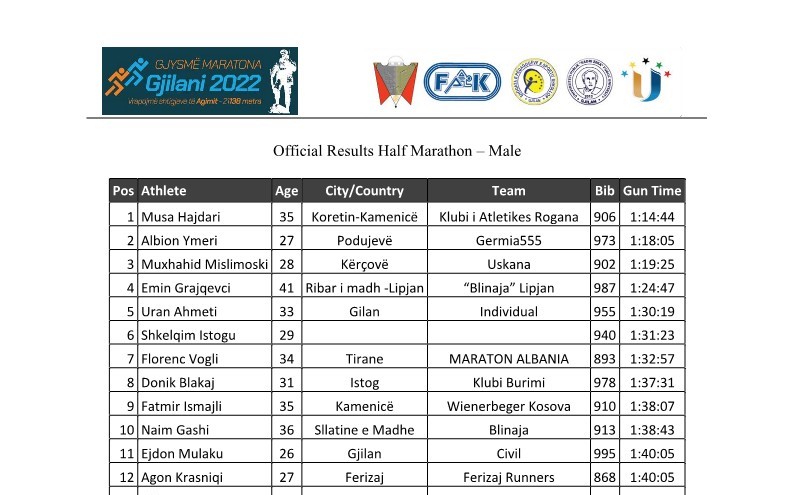 GJYSMË MARATONA
Gjilani 2022
Vrapojmë shtigjeve të Agimit - 21138 metra
FAK
U
Official Results Half Marathon – Male
Pos Athlete Age City/Country Team Bib Gun Time
1 Musa Hajdari 35 Koretin-Kamenicë Klubi i Atletikes Rogana 906 1:14:44
2 Albion Ymeri 27 Podujevë Germia555 973 1:18:05
3 Muxhahid Mislimoski 28 Kërçovë Uskana 902 1:19:25
4 Emin Grajqevci 41 Ribar i madh -Lipjan “Blinaja” Lipjan 987 1:24:47
5 Uran Ahmeti 33 Gilan Individual 955 1:30:19
6 Shkelqim Istogu 29 940 1:31:23
7 Florenc Vogli 34 Tirane MARATON ALBANIA 893 1:32:57
8 Donik Blakaj 31 Istog Klubi Burimi 978 1:37:31
9 Fatmir Ismajli 35 Kamenicë Wienerbeger Kosova 910 1:38:07
10 Naim Gashi 36 Sllatine e Madhe Blinaja 913 1:38:43
11 Ejdon Mulaku 26 Gjilan Civil 995 1:40:05
12 Agon Krasniqi 27 Ferizaj Ferizaj Runners 868 1:40:05